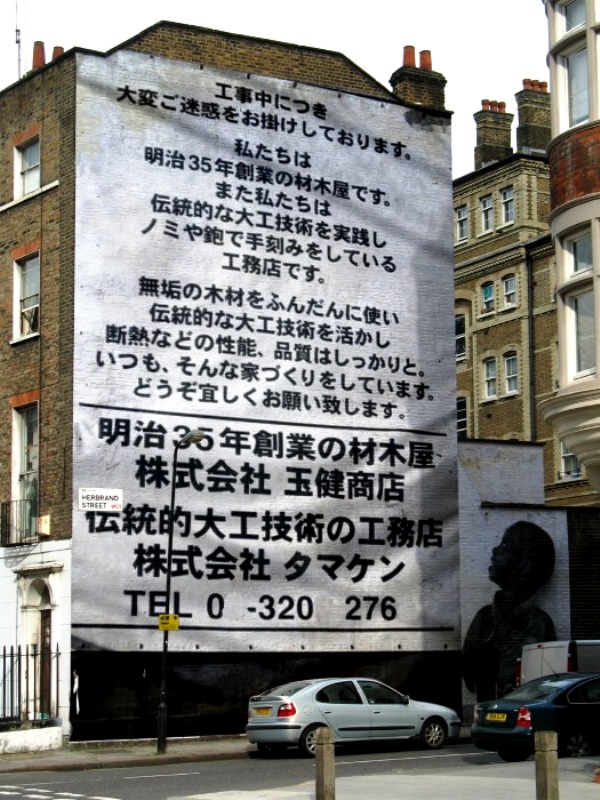 工事中につき
大変ご迷惑をお掛けしております。
私たちは
明治35年創業の材木屋です。
また私たちは
伝統的な大工技術を実践し
ノミや鉋で手刻みをしている
工務店です。
無垢の木材をふんだんに使い
伝統的な大工技術を活かし
断熱などの性能、品質はしっかりと。
いつも、そんな家づくりをしています。
どうぞ宜しくお願い致します。
明治35年創業の材木屋
株式会社 玉健商店
HERBRAND
STREET WC1
伝統的大工技術の工務店
株式会社 タマケン
TEL 0 -320 276